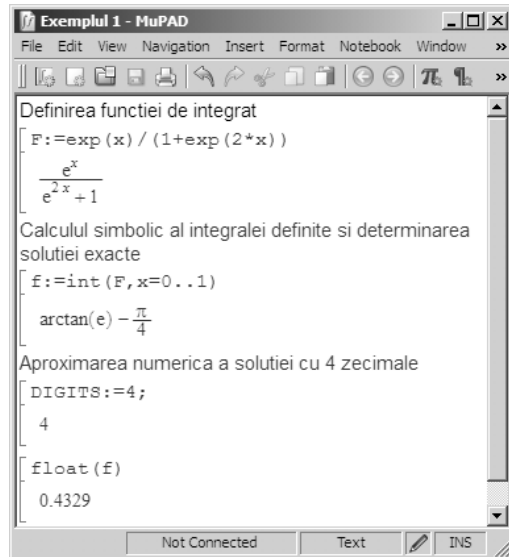 Exemplul 1 - MuPAD
File Edit View Navigation Insert Format Notebook Window »
π ¶ »
Definirea functiei de integrat
F:=exp(x)/(1+exp(2*x))
e^x
e^2 x + 1
Calculul simbolic al integralei definite si determinarea
solutiei exacte
f:=int(F,x=0..1)
arctan(e) − π/4
Aproximarea numerica a solutiei cu 4 zecimale
DIGITS:=4;
4
float(f)
0.4329
Not Connected Text INS